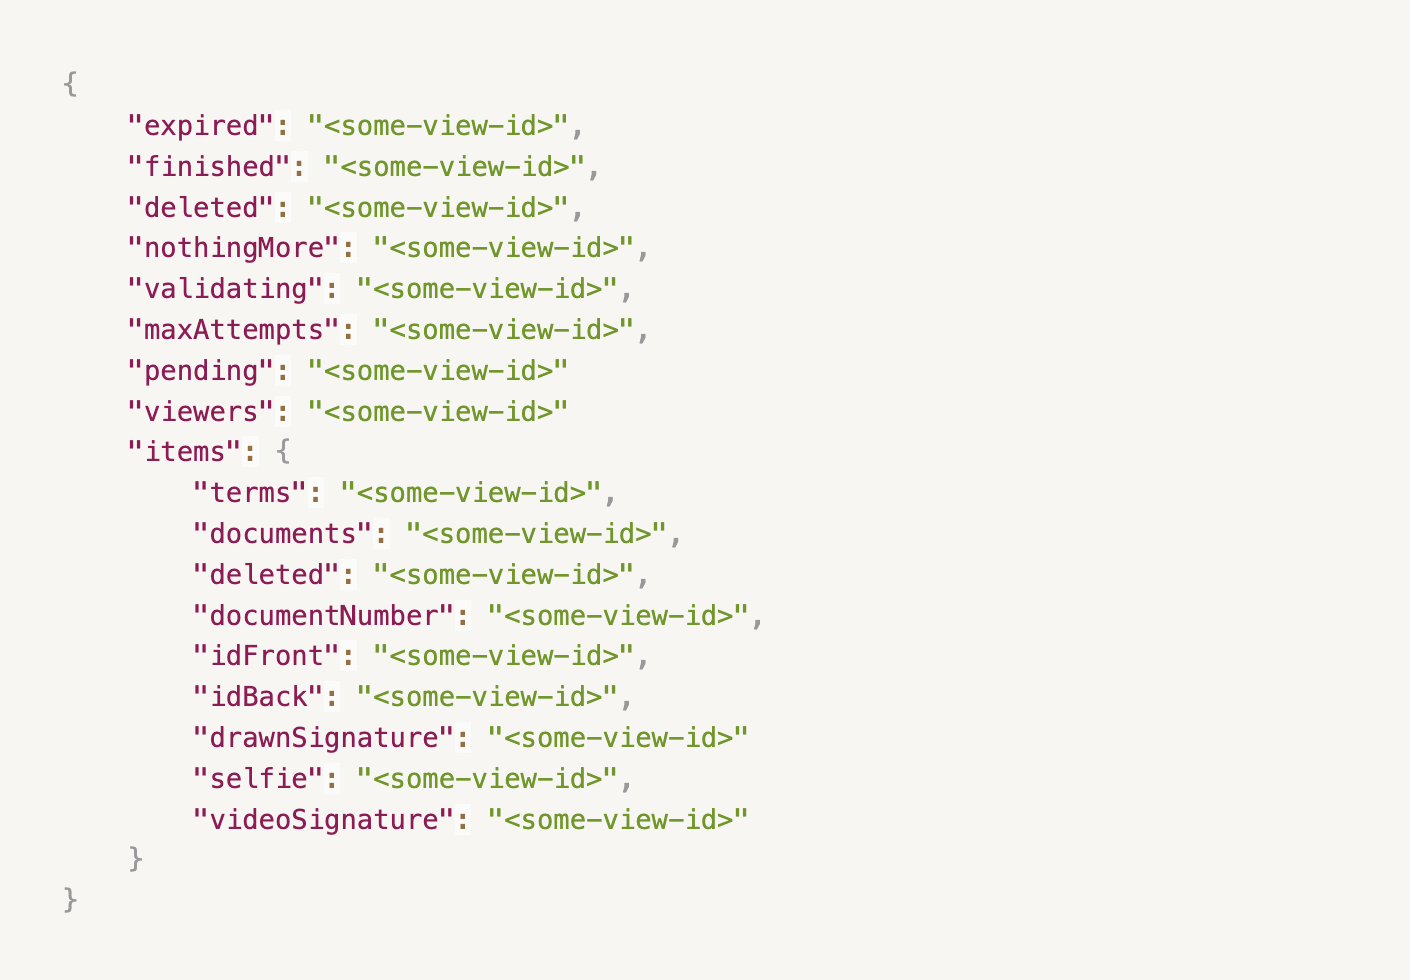 {
    "expired": "<some-view-id>",
    "finished": "<some-view-id>",
    "deleted": "<some-view-id>",
    "nothingMore": "<some-view-id>",
    "validating": "<some-view-id>",
    "maxAttempts": "<some-view-id>",
    "pending": "<some-view-id>"
    "viewers": "<some-view-id>"
    "items": {
        "terms": "<some-view-id>",
        "documents": "<some-view-id>",
        "deleted": "<some-view-id>",
        "documentNumber": "<some-view-id>",
        "idFront": "<some-view-id>",
        "idBack": "<some-view-id>",
        "drawnSignature": "<some-view-id>"
        "selfie": "<some-view-id>",
        "videoSignature": "<some-view-id>"
    }
}